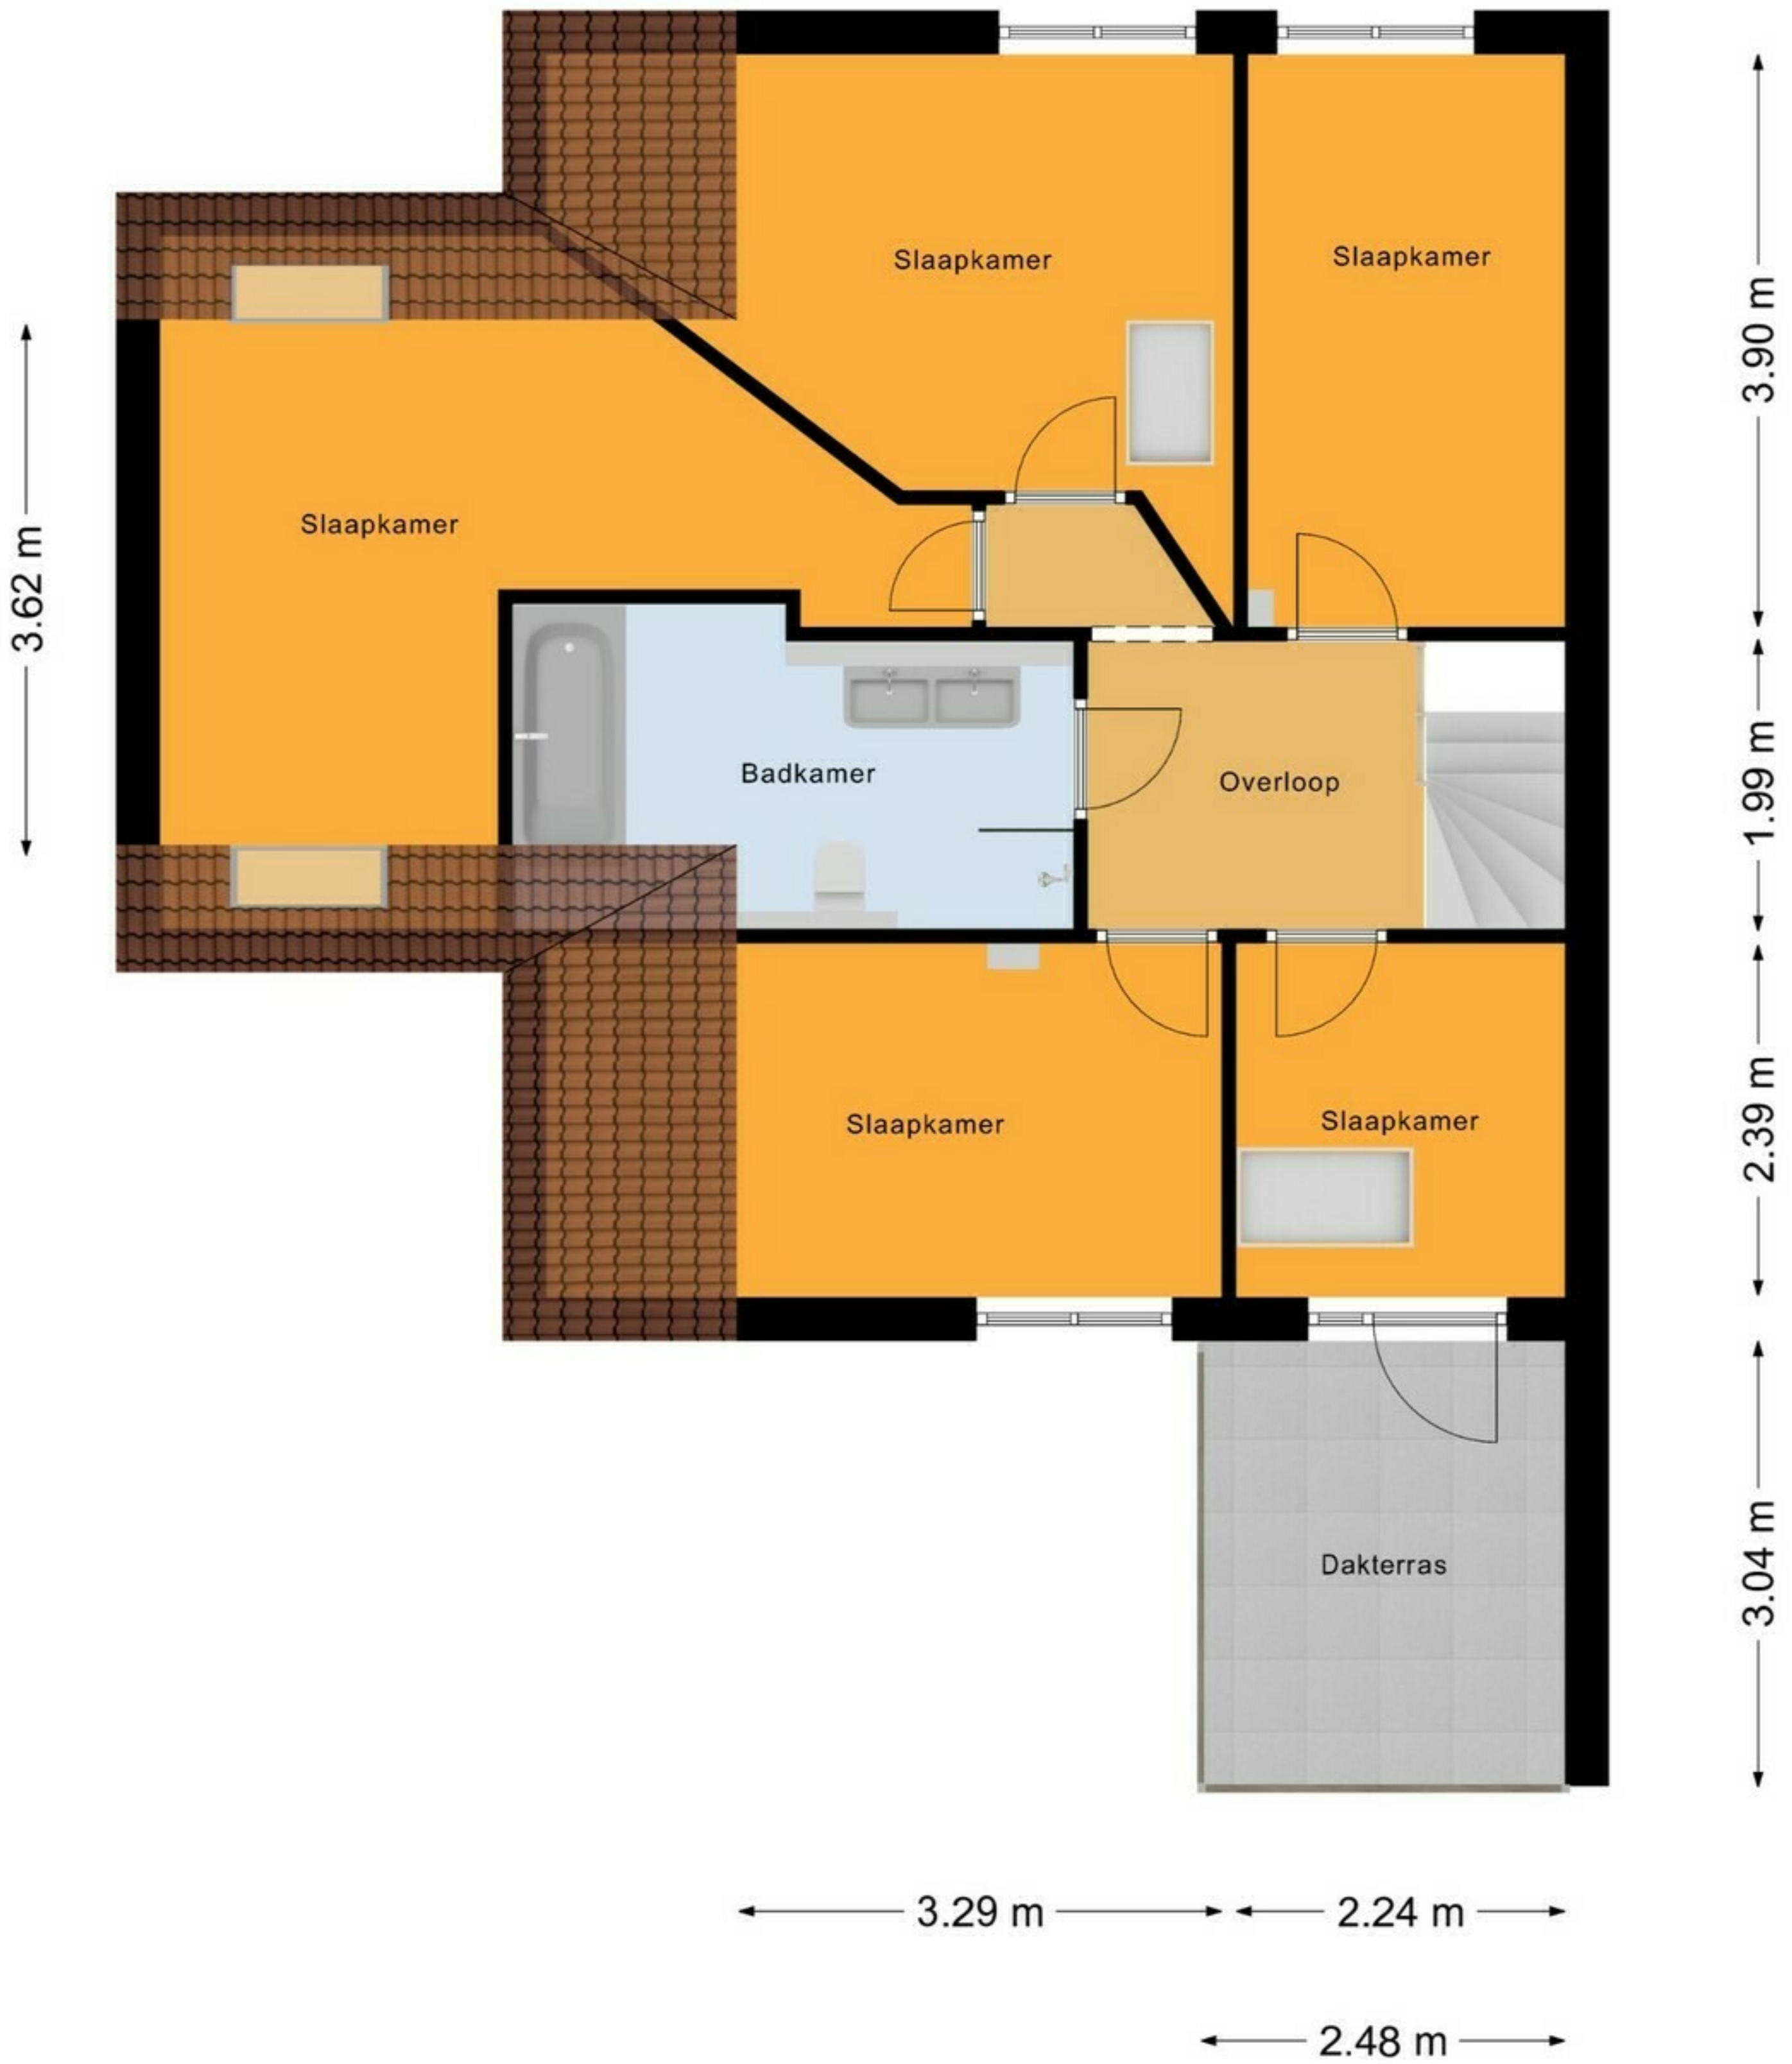 Slaapkamer
Slaapkamer
3.90 m
Slaapkamer
3.62 m
Badkamer
Overloop
1.99 m
Slaapkamer
Slaapkamer
2.39 m
Dakterras
3.04 m
3.29 m
2.24 m
2.48 m